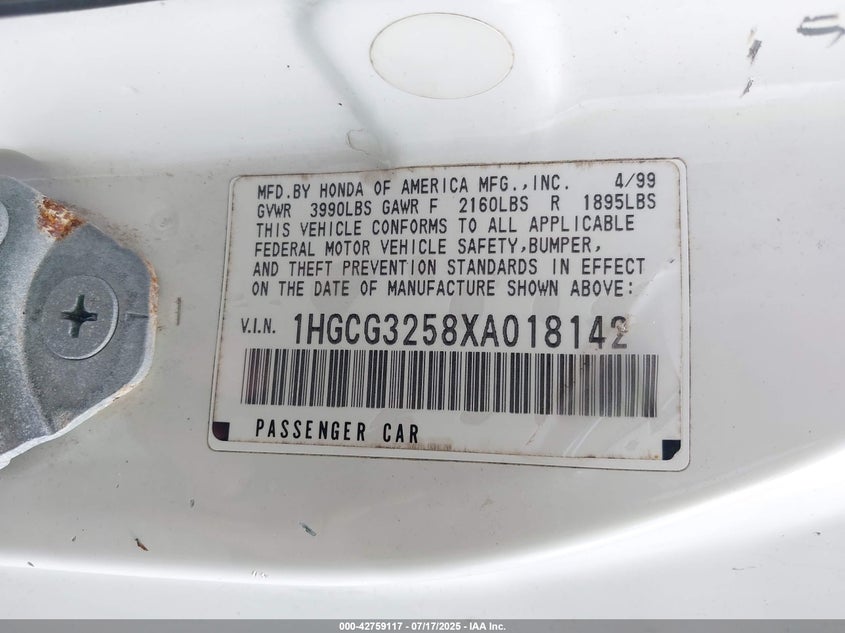 MFD.BY HONDA OF AMERICA MFG.,INC. 4/99
GVWR 3990LBS GAWR F 2160LBS R 1895LBS
THIS VEHICLE CONFORMS TO ALL APPLICABLE
FEDERAL MOTOR VEHICLE SAFETY,BUMPER,
AND THEFT PREVENTION STANDARDS IN EFFECT
ON THE DATE OF MANUFACTURE SHOWN ABOVE:
V.I.N. 1HGCG3258XA018142
PASSENGER CAR
000-42759117 - 07/17/2025 - IAA Inc.